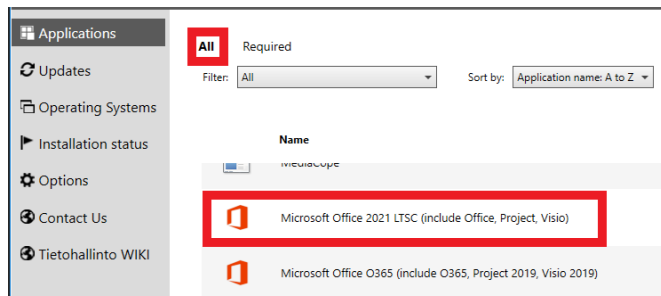 Applications
Updates
Operating Systems
Installation status
Options
Contact Us
Tietohallinto WIKI
All Required
Filter: All Sort by: Application name: A to Z
Name
MediaCope
Microsoft Office 2021 LTSC (include Office, Project, Visio)
Microsoft Office O365 (include O365, Project 2019, Visio 2019)